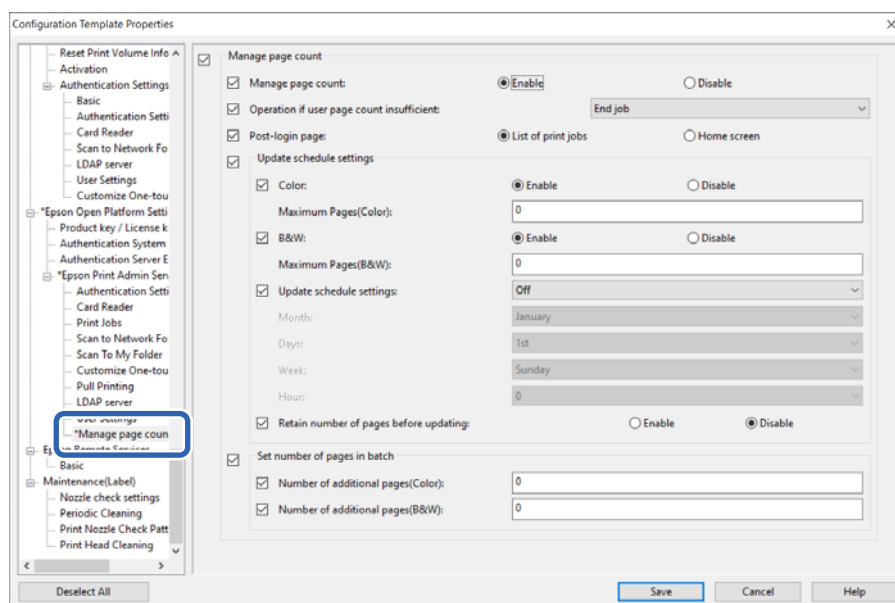 Configuration Template Properties
Reset Print Volume Info
Activation
Authentication Settings
Basic
Authentication Setti
Card Reader
Scan to Network Fo
LDAP server
User Settings
Customize One-tou
*Epson Open Platform Setti
Product key / License k
Authentication System
Authentication Server E
*Epson Print Admin Ser
Authentication Setti
Card Reader
Print Jobs
Scan to Network Fo
Scan To My Folder
Customize One-tou
Pull Printing
LDAP server
User Settings
*Manage page coun
Epson Remote Services
Basic
Maintenance(Label)
Nozzle check settings
Periodic Cleaning
Print Nozzle Check Patt
Print Head Cleaning
Manage page count
Manage page count: Enable Disable
Operation if user page count insufficient: End job
Post-login page: List of print jobs Home screen
Update schedule settings
Color: Enable Disable
Maximum Pages(Color): 0
B&W: Enable Disable
Maximum Pages(B&W): 0
Update schedule settings: Off
Month: January
Days: 1st
Week: Sunday
Hour: 0
Retain number of pages before updating: Enable Disable
Set number of pages in batch
Number of additional pages(Color): 0
Number of additional pages(B&W): 0
Deselect All Save Cancel Help